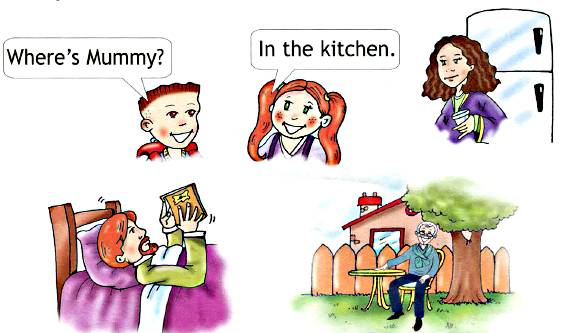 Where's Mummy?
In the kitchen.